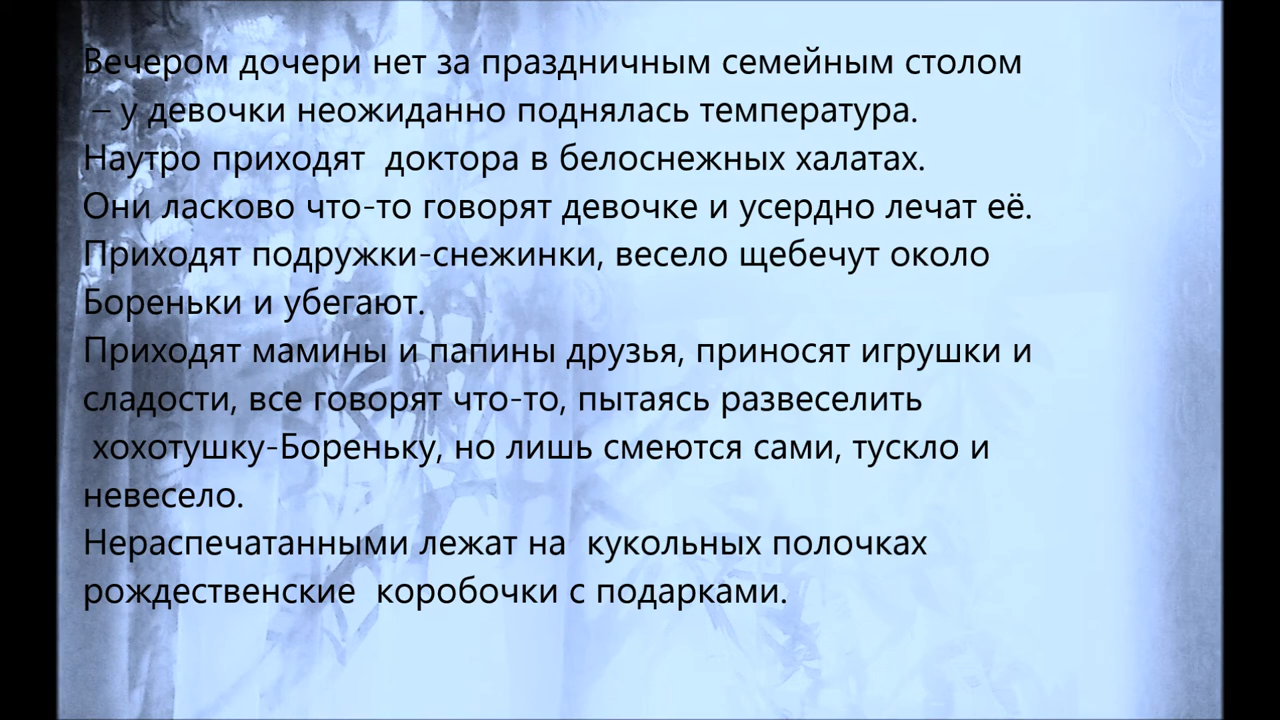 Вечером дочери нет за праздничным семейным столом
– у девочки неожиданно поднялась температура.
Наутро приходят доктора в белоснежных халатах.
Они ласково что-то говорят девочке и усердно лечат её.
Приходят подружки-снежинки, весело щебечут около
Бореньки и убегают.
Приходят мамины и папины друзья, приносят игрушки и
сладости, все говорят что-то, пытаясь развеселить
хохотушку-Бореньку, но лишь смеются сами, тускло и
невесело.
Нераспечатанными лежат на кукольных полочках
рождественские коробочки с подарками.